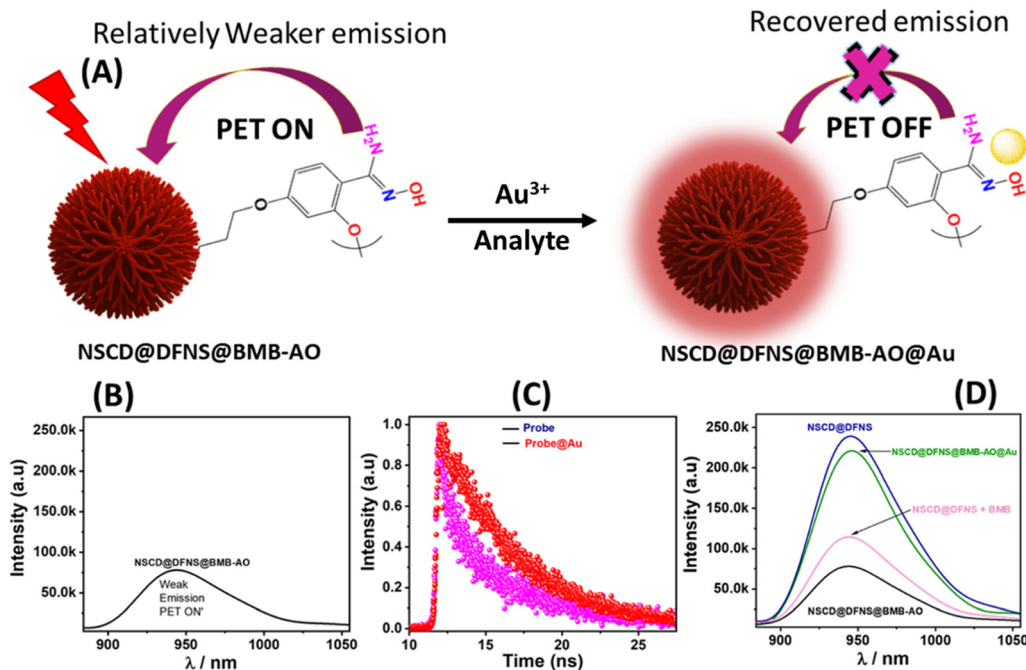 Relatively Weaker emission
Recovered emission
(A)
PET ON
PET OFF
H₂N
N
OH
O
O
Au³⁺
Analyte
H₂N
N
OH
O
O
NSCD@DFNS@BMB-AO
NSCD@DFNS@BMB-AO@Au
(B)
Intensity (a.u)
250.0k
200.0k
150.0k
100.0k
50.0k
NSCD@DFNS@BMB-AO
Weak
Emission
PET ON'
900 950 1000 1050
λ / nm
(C)
Intensity (a.u)
1.0
0.8
0.6
0.4
0.2
0
Probe
Probe@Au
10 15 20 25
Time (ns)
(D)
Intensity (a.u)
250.0k
200.0k
150.0k
100.0k
50.0k
NSCD@DFNS
NSCD@DFNS@BMB-AO@Au
NSCD@DFNS + BMB
NSCD@DFNS@BMB-AO
900 950 1000 1050
λ / nm